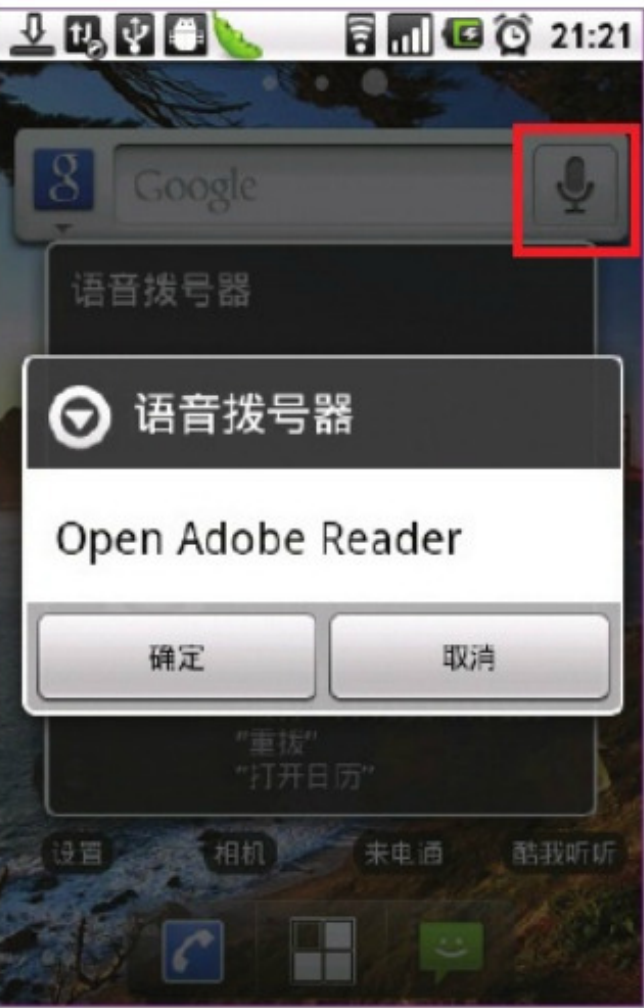 21:21
8 Google
语音拨号器
语音拨号器
Open Adobe Reader
确定 取消
"重拨"
"打开日历"
设置 相机 来电通 酷我听听